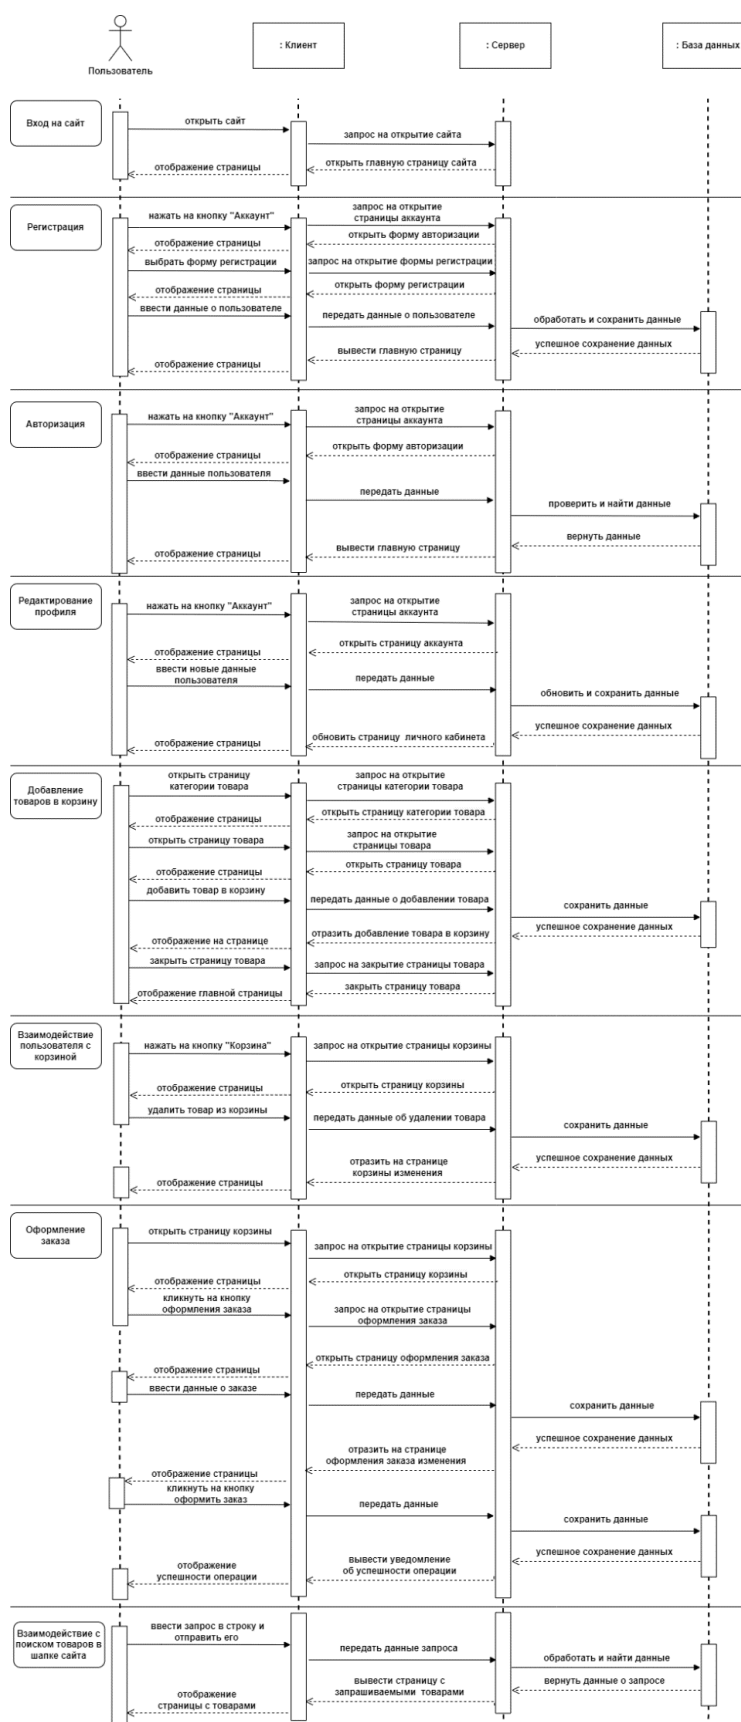 : Клиент
: Сервер
: База данных
Пользователь
Вход на сайт
открыть сайт
запрос на открытие сайта
открыть главную страницу сайта
отображение страницы
Регистрация
нажать на кнопку "Аккаунт"
запрос на открытие
страницы аккаунта
открыть форму авторизации
отображение страницы
выбрать форму регистрации
запрос на открытие формы регистрации
открыть форму регистрации
отображение страницы
ввести данные о пользователе
передать данные о пользователе
обработать и сохранить данные
успешное сохранение данных
вывести главную страницу
отображение страницы
Авторизация
нажать на кнопку "Аккаунт"
запрос на открытие
страницы аккаунта
открыть форму авторизации
отображение страницы
ввести данные пользователя
передать данные
проверить и найти данные
вернуть данные
вывести главную страницу
отображение страницы
Редактирование
профиля
нажать на кнопку "Аккаунт"
запрос на открытие
страницы аккаунта
открыть страницу аккаунта
отображение страницы
ввести новые данные
пользователя
передать данные
обновить и сохранить данные
успешное сохранение данных
обновить страницу личного кабинета
отображение страницы
Добавление
товаров в корзину
открыть страницу
категории товара
запрос на открытие
страницы категории товара
открыть страницу категории товара
отображение страницы
открыть страницу товара
запрос на открытие
страницы товара
открыть страницу товара
отображение страницы
добавить товар в корзину
передать данные о добавлении товара
сохранить данные
успешное сохранение данных
отразить добавление товара в корзину
отображение на странице
закрыть страницу товара
запрос на закрытие страницы товара
закрыть страницу товара
отображение главной страницы
Взаимодействие
пользователя с
корзиной
нажать на кнопку "Корзина"
запрос на открытие страницы корзины
открыть страницу корзины
отображение страницы
удалить товар из корзины
передать данные об удалении товара
сохранить данные
успешное сохранение данных
отразить на странице
корзины изменения
отображение страницы
Оформление
заказа
открыть страницу корзины
запрос на открытие страницы корзины
открыть страницу корзины
отображение страницы
кликнуть на кнопку
оформления заказа
запрос на открытие страницы
оформления заказа
открыть страницу оформления заказа
отображение страницы
ввести данные о заказе
передать данные
сохранить данные
успешное сохранение данных
отразить на странице
оформления заказа изменения
отображение страницы
кликнуть на кнопку
оформить заказ
передать данные
сохранить данные
успешное сохранение данных
вывести уведомление
об успешности операции
отображение
успешности операции
Взаимодействие с
поиском товаров в
шапке сайта
ввести запрос в строку и
отправить его
передать данные запроса
обработать и найти данные
вернуть данные о запросе
вывести страницу с
запрашиваемыми товарами
отображение
страницы с товарами